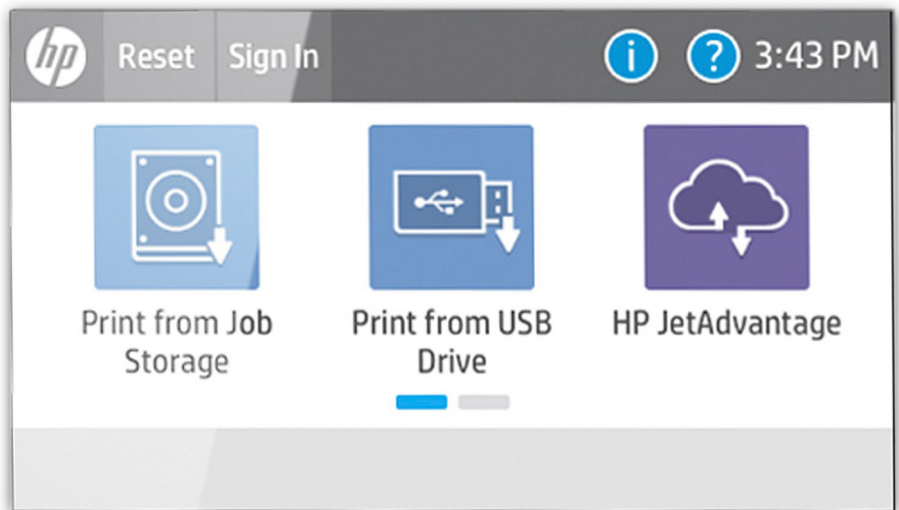 hp Reset Sign In i ? 3:43 PM
Print from Job Storage
Print from USB Drive
HP JetAdvantage